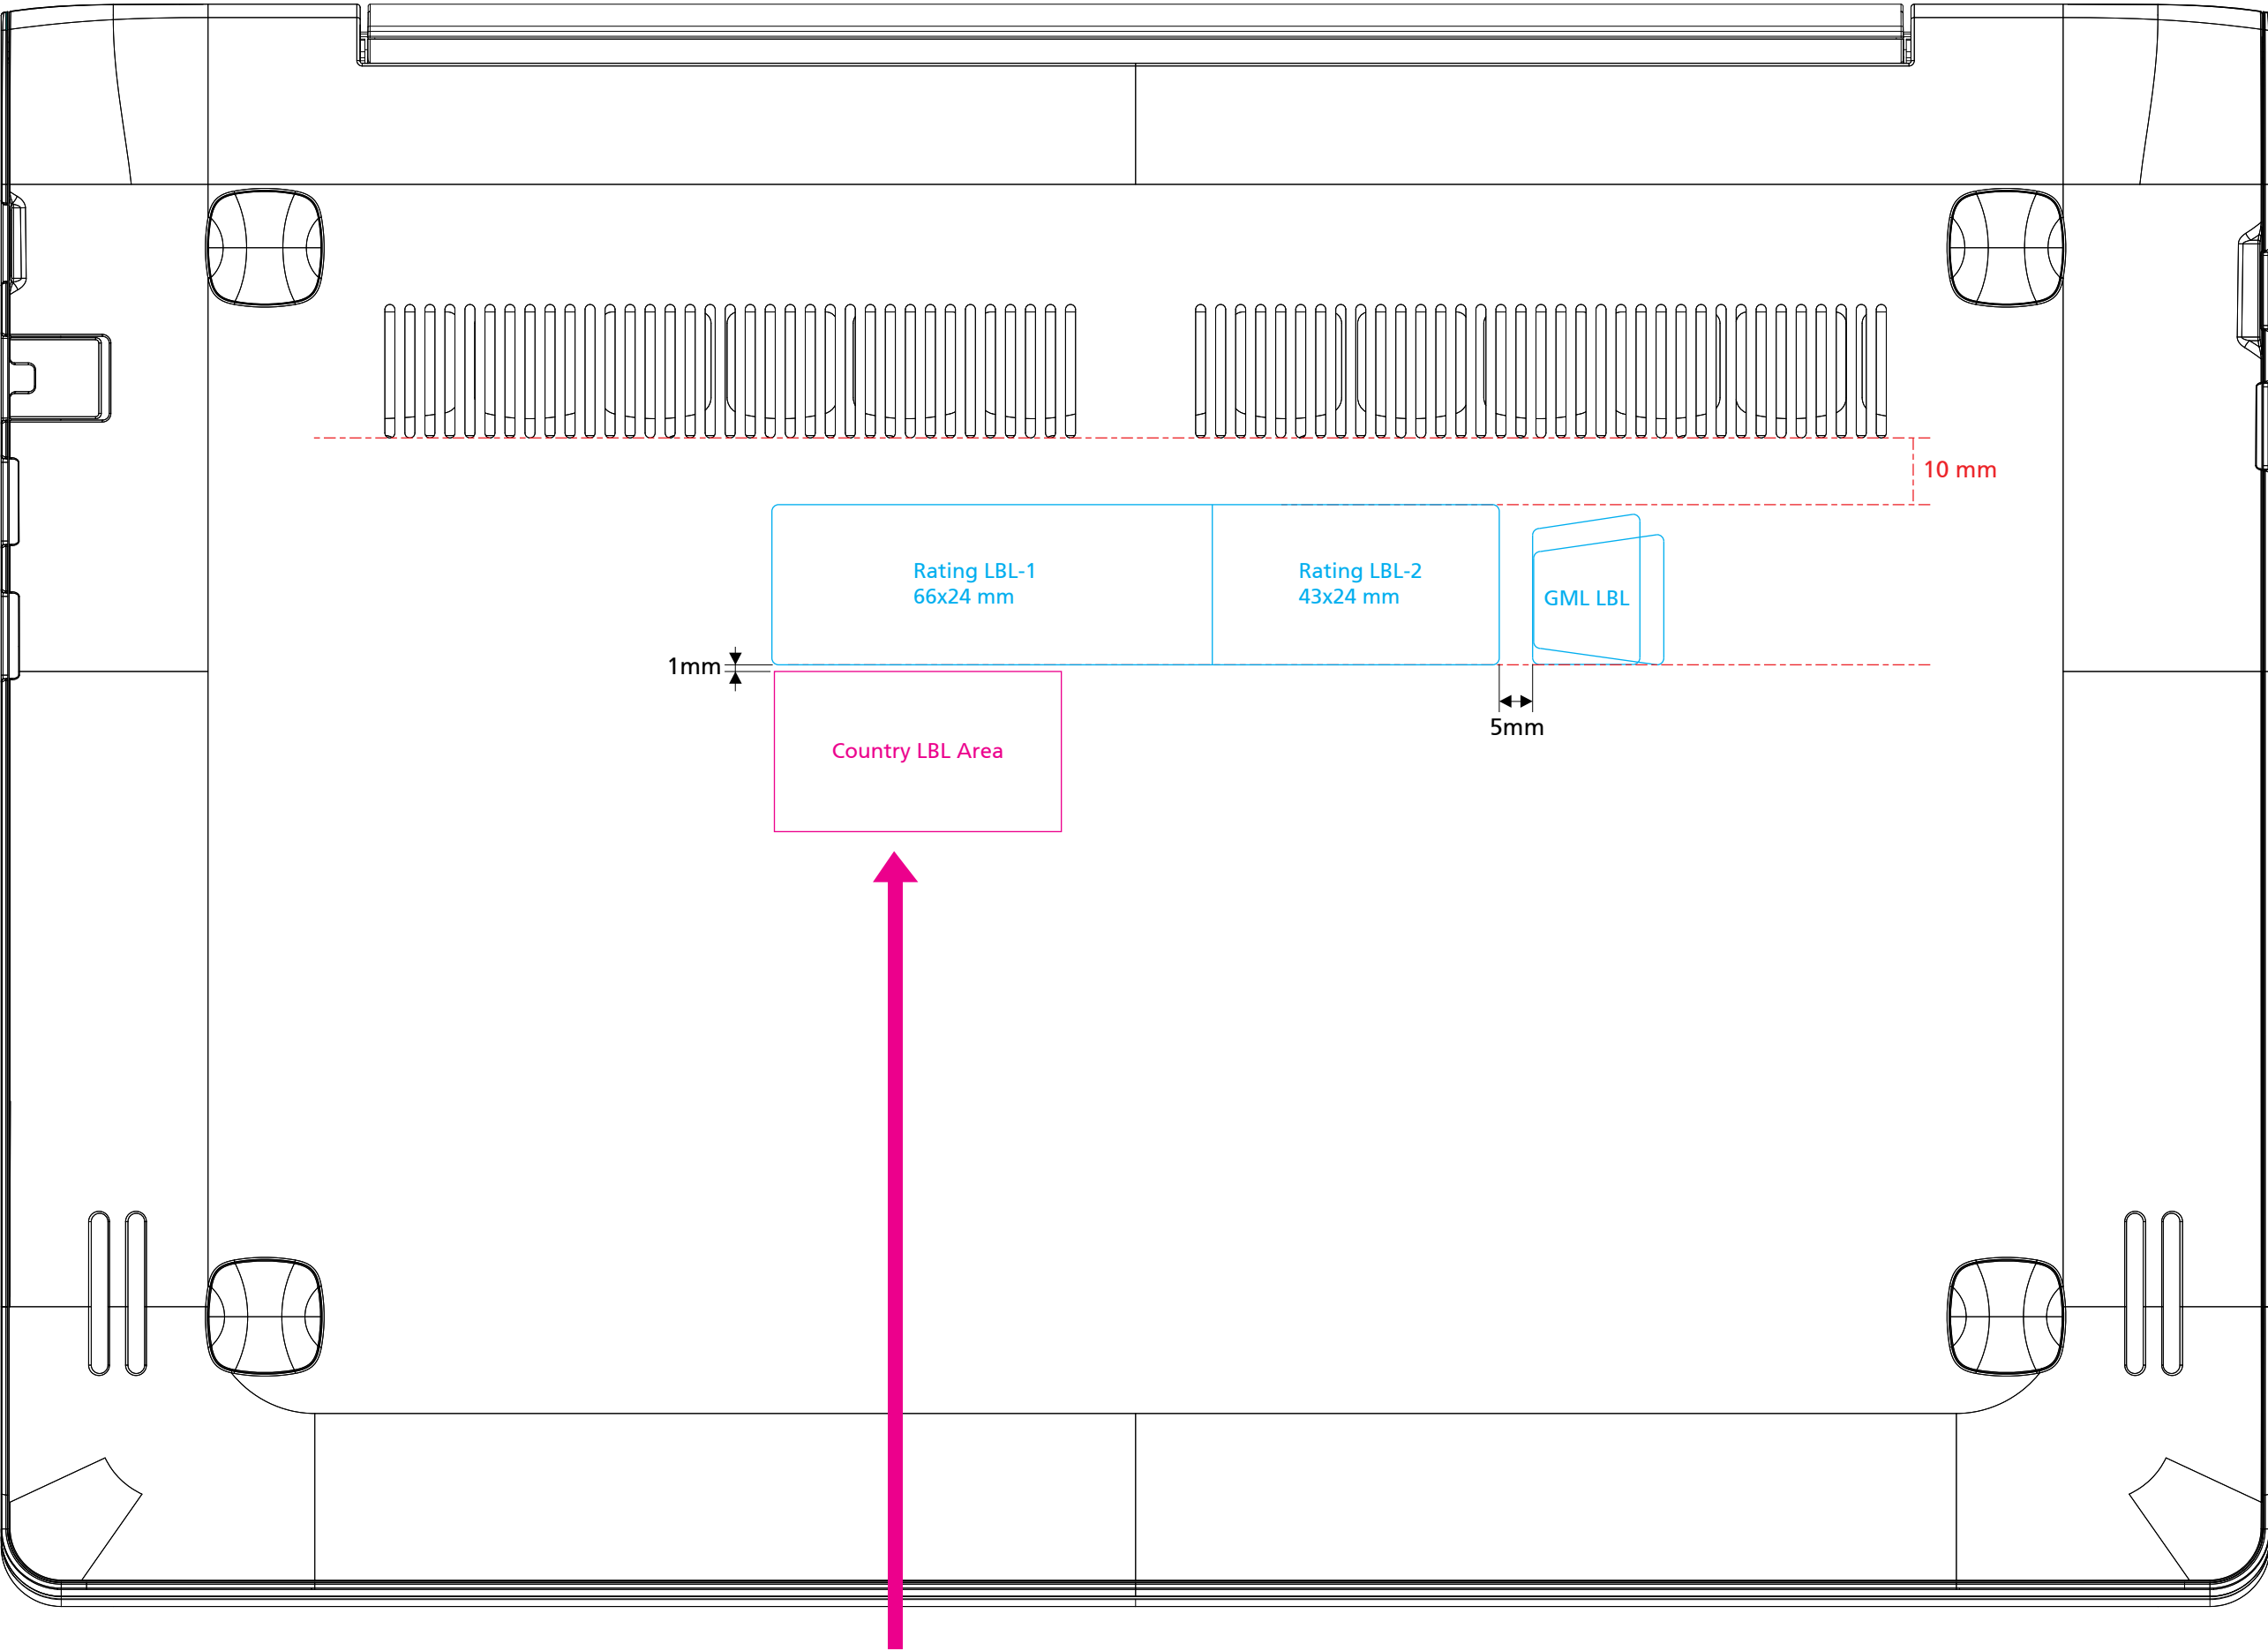 10 mm
Rating LBL-1
66x24 mm
Rating LBL-2
43x24 mm
GML LBL
1mm
5mm
Country LBL Area